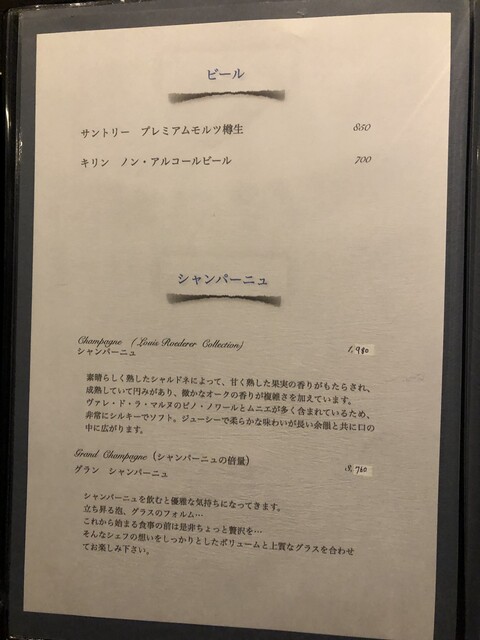 ビール
サントリー　プレミアムモルツ樽生　850
キリン　ノン・アルコールビール　700
シャンパーニュ
Champagne （Louis Roederer Collection)　1,980
シャンパーニュ
素晴らしく熟したシャルドネによって、甘く熟した果実の香りがもたらされ、
成熟していて円みがあり、微かなオークの香りが複雑さを加えています。
ヴァレ・ド・ラ・マルヌのピノ・ノワールとムニエが多く含まれているため、
非常にシルキーでソフト。ジューシーで柔らかな味わいが長い余韻と共に口の
中に広がります。
Grand Champagne（シャンパーニュの倍量）　3,760
グラン　シャンパーニュ
シャンパーニュを飲むと優雅な気持ちになってきます。
立ち昇る泡、グラスのフォルム…
これから始まる食事の前は是非ちょっと贅沢を…
そんなシェフの想いをしっかりとしたボリュームと上質なグラスを合わせ
てお楽しみ下さい。